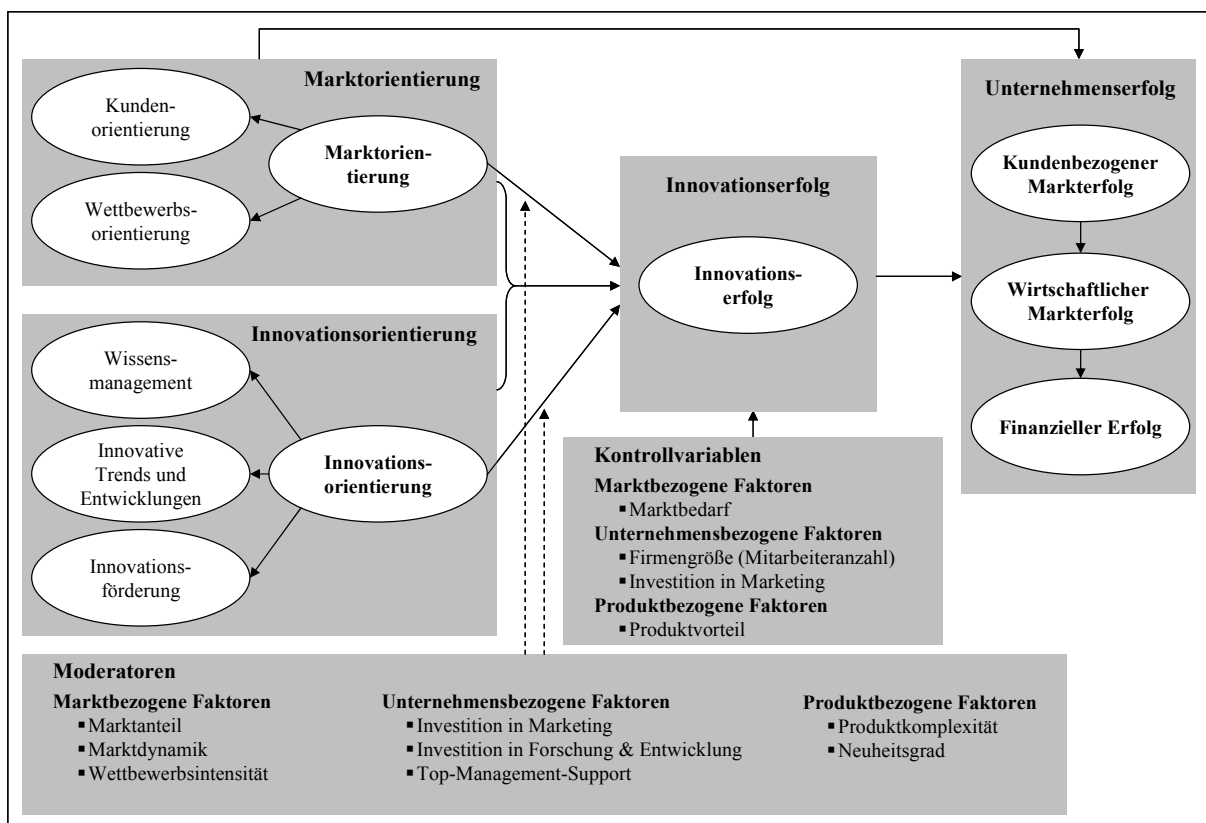 Marktorientierung
Kunden-
orientierung
Marktorien-
tierung
Wettbewerbs-
orientierung
Innovationsorientierung
Wissens-
management
Innovative
Trends und
Entwicklungen
Innovations-
orientierung
Innovations-
förderung
Innovationserfolg
Innovations-
erfolg
Unternehmenserfolg
Kundenbezogener
Markterfolg
Wirtschaftlicher
Markterfolg
Finanzieller Erfolg
Kontrollvariablen
Marktbezogene Faktoren
▪ Marktbedarf
Unternehmensbezogene Faktoren
▪ Firmengröße (Mitarbeiteranzahl)
▪ Investition in Marketing
Produktbezogene Faktoren
▪ Produktvorteil
Moderatoren
Marktbezogene Faktoren
▪ Marktanteil
▪ Marktdynamik
▪ Wettbewerbsintensität
Unternehmensbezogene Faktoren
▪ Investition in Marketing
▪ Investition in Forschung & Entwicklung
▪ Top-Management-Support
Produktbezogene Faktoren
▪ Produktkomplexität
▪ Neuheitsgrad